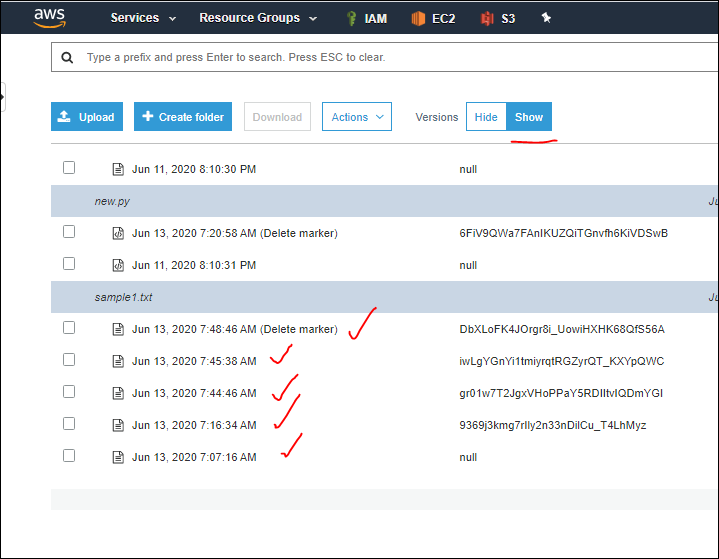 aws Services Resource Groups IAM EC2 S3
Type a prefix and press Enter to search. Press ESC to clear.
Upload + Create folder Download Actions Versions Hide Show
Jun 11, 2020 8:10:30 PM null
new.py Ju
Jun 13, 2020 7:20:58 AM (Delete marker) 6FiV9QWa7FAnIKUZQiTGnvfh6KiVDSwB
Jun 11, 2020 8:10:31 PM null
sample1.txt Ju
Jun 13, 2020 7:48:46 AM (Delete marker) DbXLoFK4JOrgr8i_UowiHXHK68QfS56A
Jun 13, 2020 7:45:38 AM iwLgYGnYi1tmiyrqtRGZyrQT_KXYpQWC
Jun 13, 2020 7:44:46 AM gr01w7T2JgxVHoPPaY5RDIItvIQDmYGI
Jun 13, 2020 7:16:34 AM 9369j3kmg7rIly2n33nDilCu_T4LhMyz
Jun 13, 2020 7:07:16 AM null